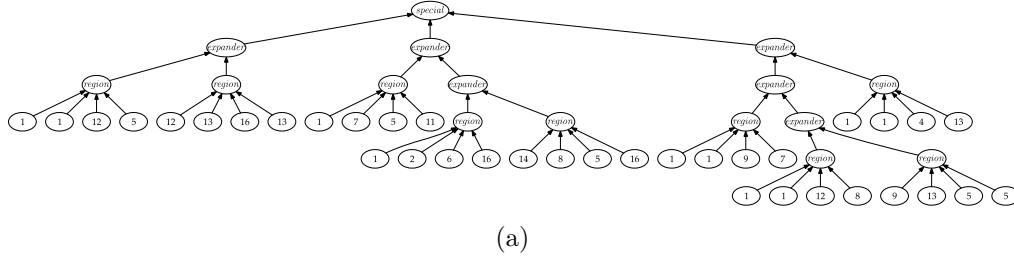 special
expander expander expander
region region region expander expander region
1 1 12 5 12 13 16 13 1 7 5 11 region region region expander 1 1 4 13
1 2 6 16 14 8 5 16 1 1 9 7 region region
1 1 12 8 9 13 5 5
(a)